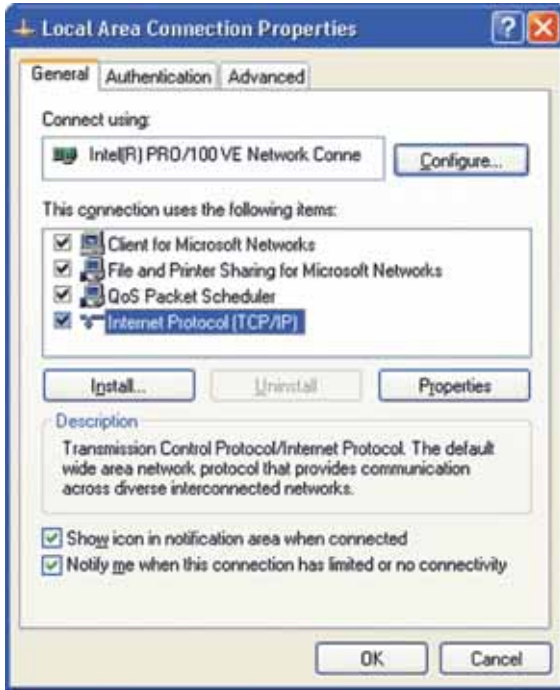 Local Area Connection Properties
General
Authentication
Advanced
Connect using:
Intel(R) PRO/100 VE Network Conne
Configure...
This connection uses the following items:
Client for Microsoft Networks
File and Printer Sharing for Microsoft Networks
QoS Packet Scheduler
Internet Protocol (TCP/IP)
Install...
Uninstall
Properties
Description
Transmission Control Protocol/Internet Protocol. The default
wide area network protocol that provides communication
across diverse interconnected networks.
Show icon in notification area when connected
Notify me when this connection has limited or no connectivity
OK
Cancel